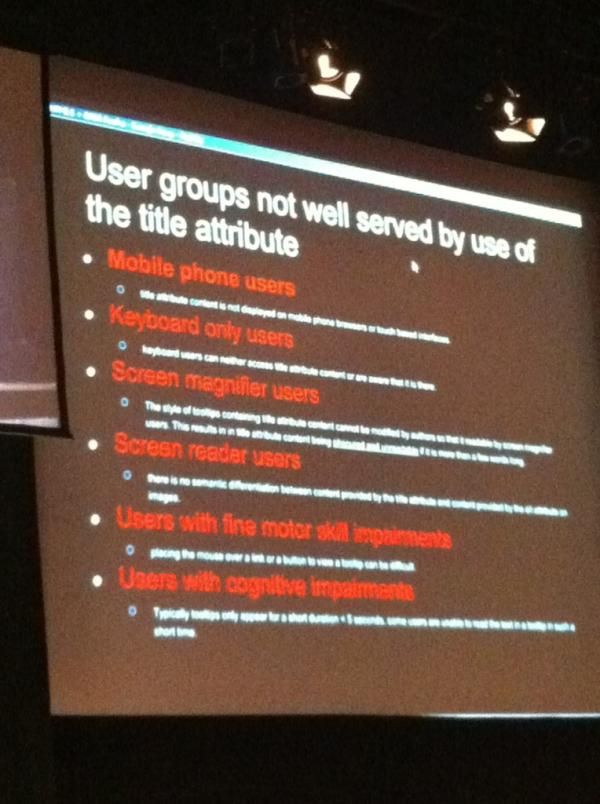 User groups not well served by use of
the title attribute
Mobile phone users
title attribute content is not displayed on mobile phone browsers or touch based interfaces.
Keyboard only users
keyboard users can neither access title attribute content or are aware that it is there.
Screen magnifier users
The style of tooltips containing title attribute content cannot be modified by authors so that it readable by screen magnifier
users. This results in in title attribute content being obscured and unreadable if it is more than a few words long.
Screen reader users
there is no semantic differentiation between content provided by the title attribute and content provided by the alt attribute on
images.
Users with fine motor skill impairments
placing the mouse over a link or a button to view a tooltip can be difficult
Users with cognitive impairments
Typically tooltips only appear for a short duration < 5 seconds, some users are unable to read the text in a tooltip in such a
short time.